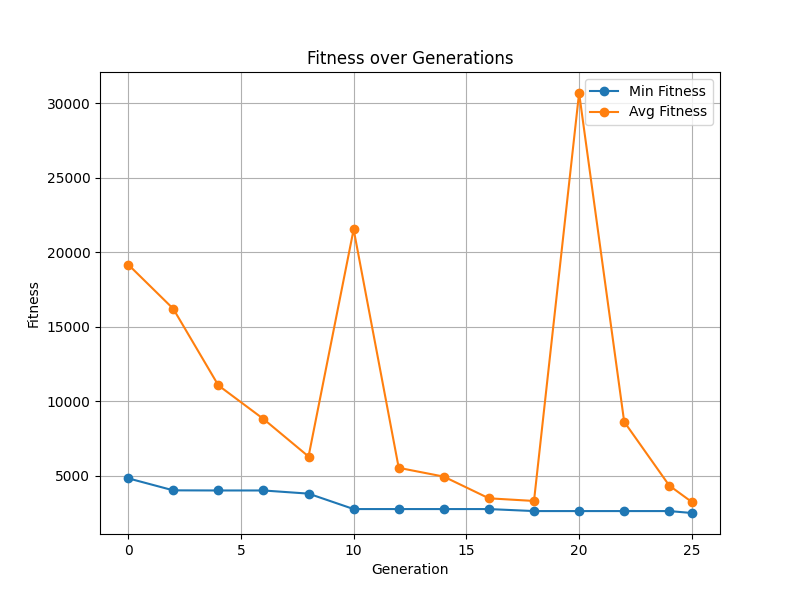 Fitness over Generations
Min Fitness
Avg Fitness
30000
25000
20000
15000
10000
5000
Fitness
0 5 10 15 20 25
Generation